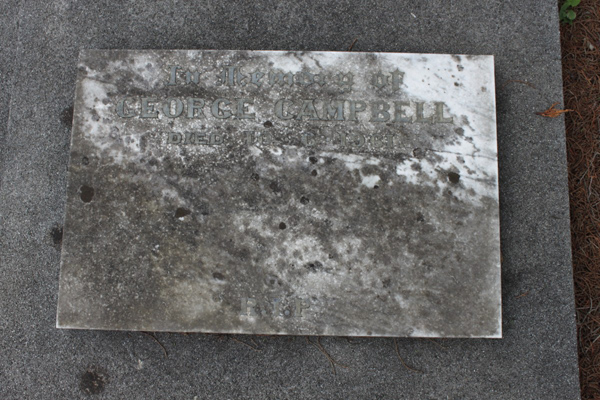 In Memory of
GEORGE CAMPBELL
DIED
R.I.P.